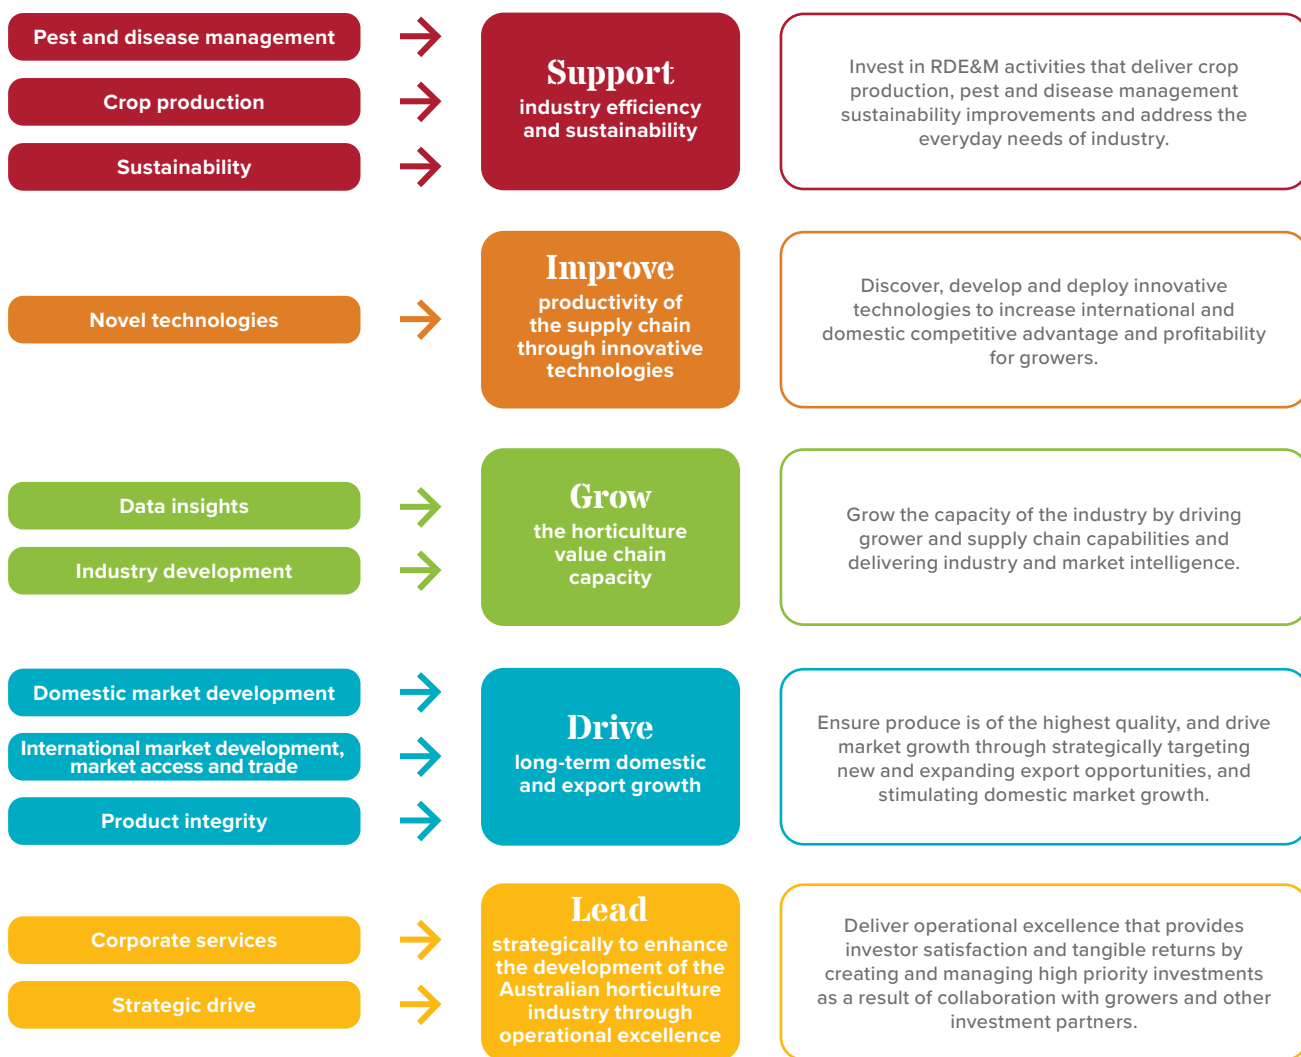 Pest and disease management
Crop production
Sustainability
Support
industry efficiency
and sustainability
Invest in RDE&M activities that deliver crop
production, pest and disease management
sustainability improvements and address the
everyday needs of industry.
Novel technologies
Improve
productivity of
the supply chain
through innovative
technologies
Discover, develop and deploy innovative
technologies to increase international and
domestic competitive advantage and profitability
for growers.
Data insights
Industry development
Grow
the horticulture
value chain
capacity
Grow the capacity of the industry by driving
grower and supply chain capabilities and
delivering industry and market intelligence.
Domestic market development
International market development,
market access and trade
Product integrity
Drive
long-term domestic
and export growth
Ensure produce is of the highest quality, and drive
market growth through strategically targeting
new and expanding export opportunities, and
stimulating domestic market growth.
Corporate services
Strategic drive
Lead
strategically to enhance
the development of the
Australian horticulture
industry through
operational excellence
Deliver operational excellence that provides
investor satisfaction and tangible returns by
creating and managing high priority investments
as a result of collaboration with growers and other
investment partners.